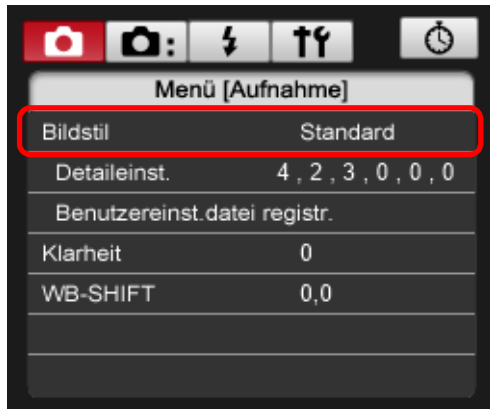 Menü [Aufnahme]
Bildstil Standard
Detaileinst. 4 , 2 , 3 , 0 , 0 , 0
Benutzereinst.datei registr.
Klarheit 0
WB-SHIFT 0,0